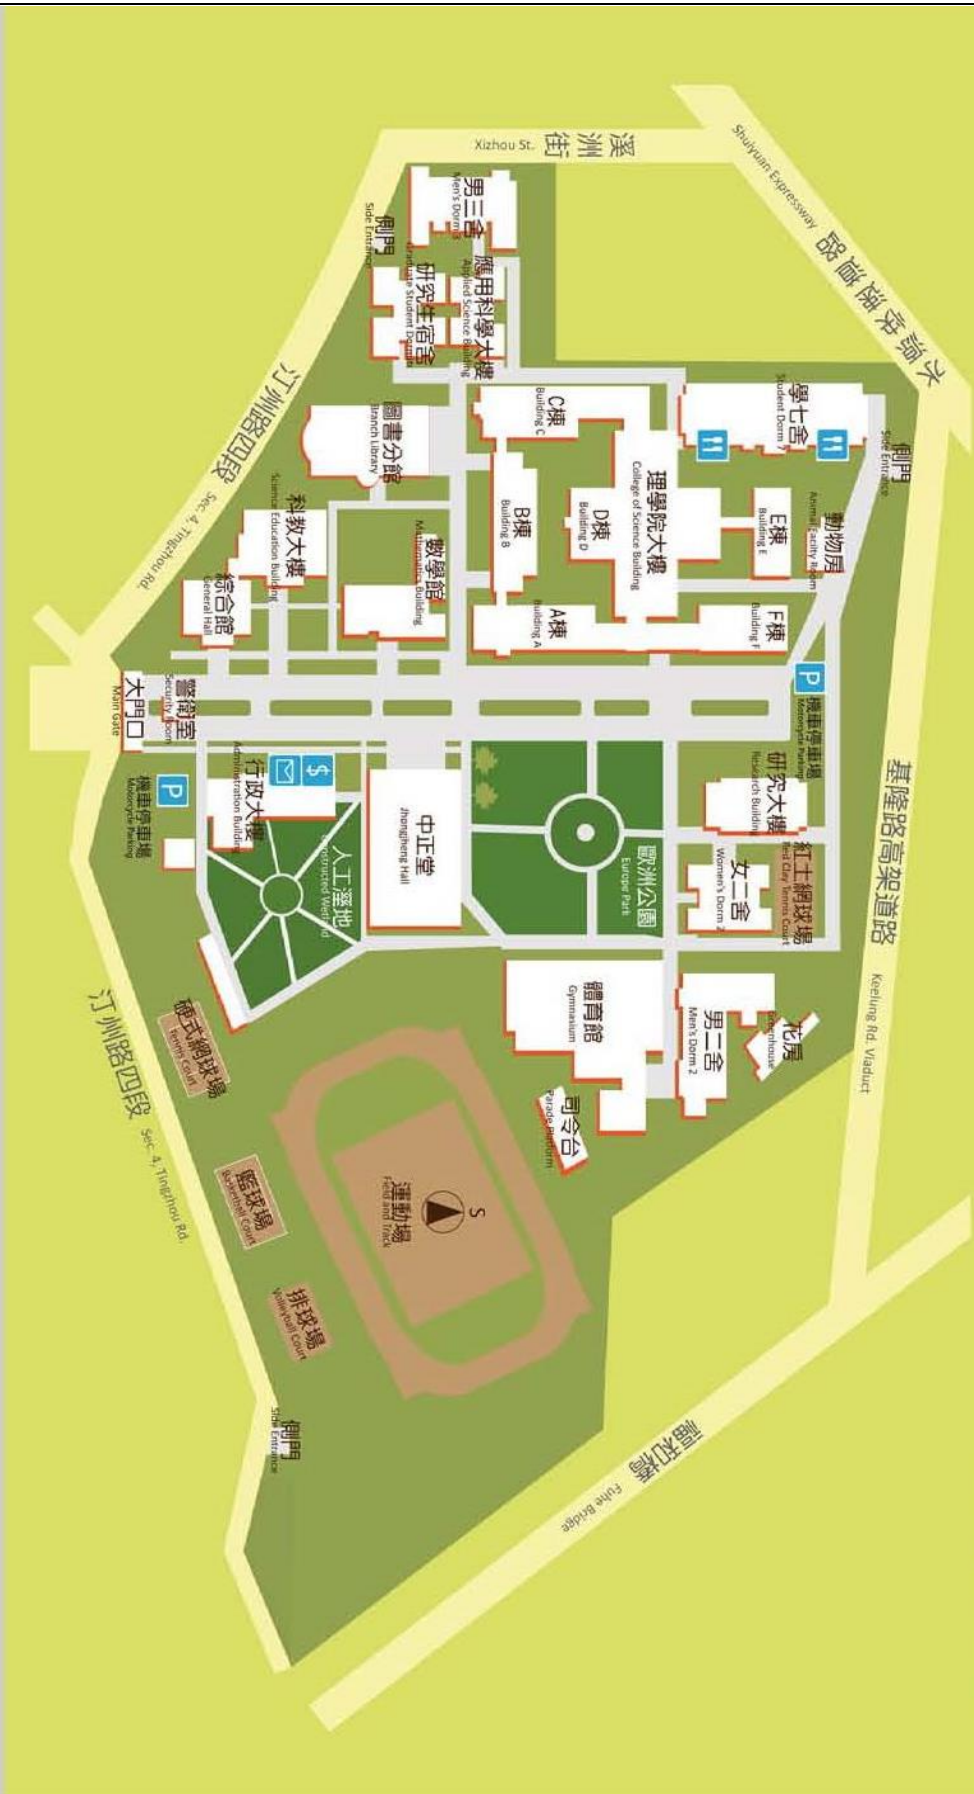 水源快速道路
Shuiyuan Expressway
溪洲街
Xizhou St.
基隆路高架道路
Keelung Rd. Viaduct
福和橋
Fuhe Bridge
側門
Side Entrance
學七舍
Student Dorm 7
動物房
Animal Facility Room
E棟
Building E
F棟
Building F
P
機車停車場
Motorcycle Parking
研究大樓
Research Building
紅土網球場
Red Clay Tennis Court
女二舍
Women's Dorm 2
花房
Greenhouse
男二舍
Men's Dorm 2
理學院大樓
College of Science Building
D棟
Building D
C棟
Building C
B棟
Building B
A棟
Building A
歐洲公園
Europe Park
體育館
Gymnasium
司令台
Parade Platform
男三舍
Men's Dorm 3
應用科學大樓
Applied Science Building
側門
Side Entrance
研究生宿舍
Graduate Student Dorm
圖書分館
Branch Library
數學館
Mathematics Building
中正堂
Jhongjheng Hall
S
運動場
Field and Track
科教大樓
Science Education Building
綜合館
General Hall
$
人工溼地
Constructed Wetland
行政大樓
Administration Building
警衛室
Security Room
大門口
Main Gate
P
機車停車場
Motorcycle Parking
硬式網球場
Tennis Court
籃球場
Basketball Court
排球場
Volleyball Court
側門
Side Entrance
汀州路四段
Sec. 4, Tingzhou Rd.
汀州路四段
Sec. 4, Tingzhou Rd.